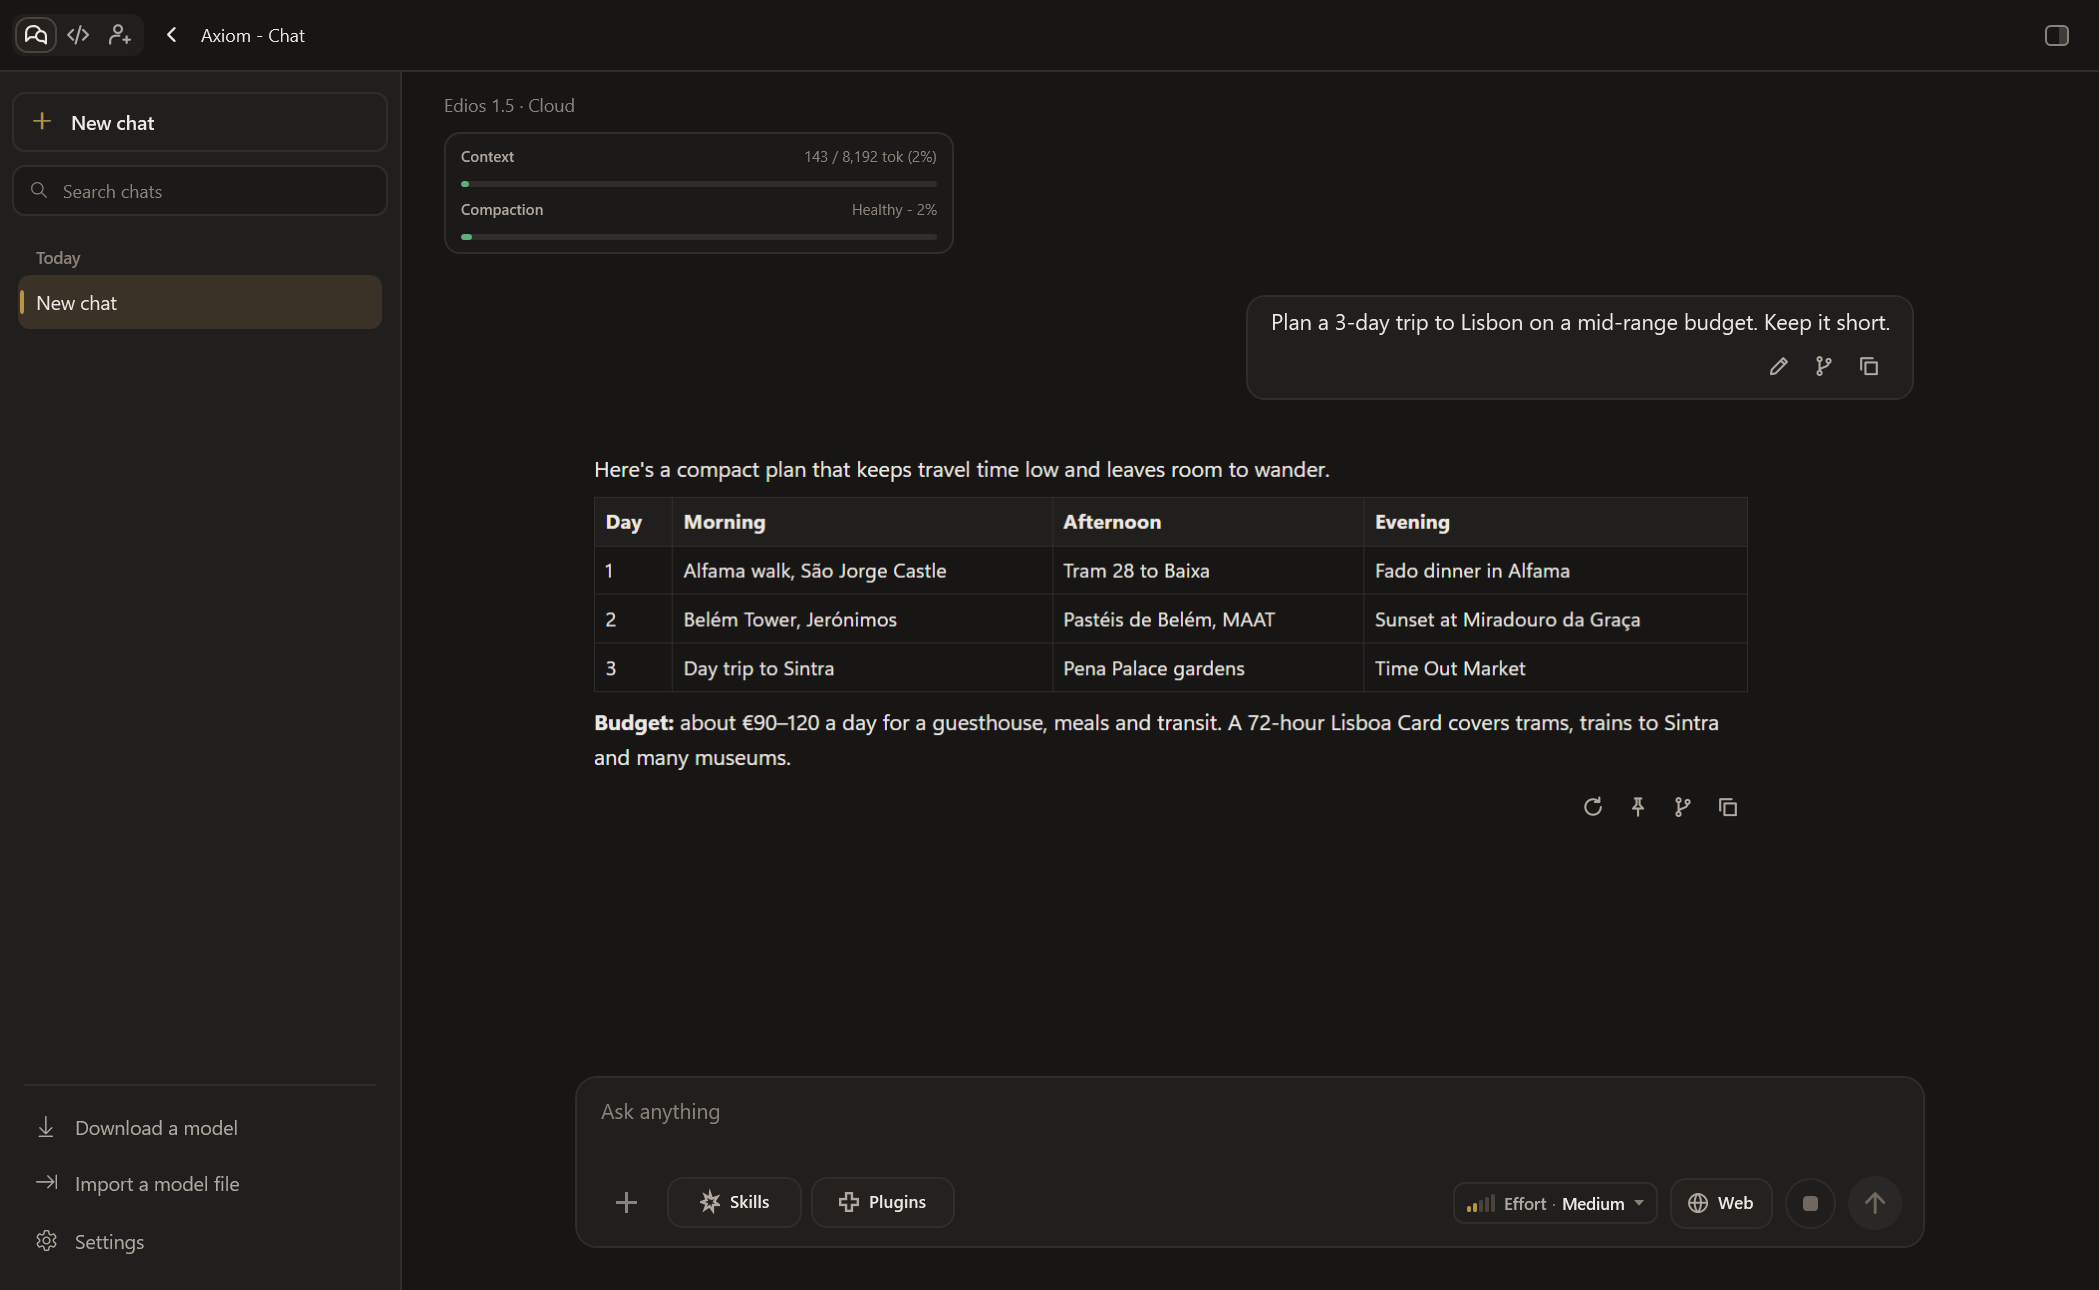 Axiom - Chat
New chat
Search chats
Today
New chat
Download a model
Import a model file
Settings
Edios 1.5 · Cloud
Context 143 / 8,192 tok (2%)
Compaction Healthy - 2%
Plan a 3-day trip to Lisbon on a mid-range budget. Keep it short.
Here's a compact plan that keeps travel time low and leaves room to wander.
Day Morning Afternoon Evening
1 Alfama walk, São Jorge Castle Tram 28 to Baixa Fado dinner in Alfama
2 Belém Tower, Jerónimos Pastéis de Belém, MAAT Sunset at Miradouro da Graça
3 Day trip to Sintra Pena Palace gardens Time Out Market
Budget: about €90–120 a day for a guesthouse, meals and transit. A 72-hour Lisboa Card covers trams, trains to Sintra
and many museums.
Ask anything
Skills Plugins Effort · Medium Web